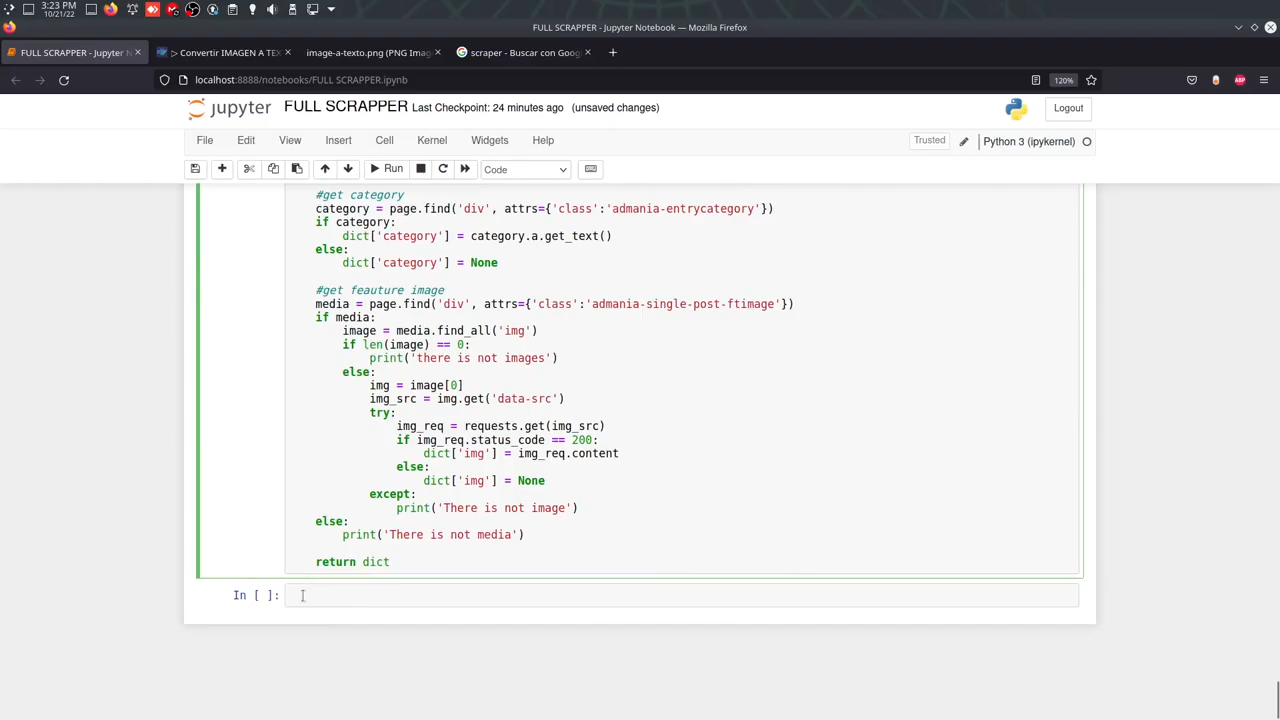 3:23 PM
10/21/22
FULL SCRAPPER - Jupyter Notebook — Mozilla Firefox
FULL SCRAPPER - Jupyter N
▷ Convertir IMAGEN A TEX
image-a-texto.png (PNG Imag
scraper - Buscar con Goog
localhost:8888/notebooks/FULL SCRAPPER.ipynb
120%
ABP
jupyter FULL SCRAPPER Last Checkpoint: 24 minutes ago (unsaved changes)
Logout
File Edit View Insert Cell Kernel Widgets Help
Trusted
Python 3 (ipykernel)
Run
Code
#get category
category = page.find('div', attrs={'class':'admania-entrycategory'})
if category:
    dict['category'] = category.a.get_text()
else:
    dict['category'] = None
#get feauture image
media = page.find('div', attrs={'class':'admania-single-post-ftimage'})
if media:
    image = media.find_all('img')
    if len(image) == 0:
        print('there is not images')
    else:
        img = image[0]
        img_src = img.get('data-src')
        try:
            img_req = requests.get(img_src)
            if img_req.status_code == 200:
                dict['img'] = img_req.content
            else:
                dict['img'] = None
        except:
            print('There is not image')
else:
    print('There is not media')
return dict
In [ ]: